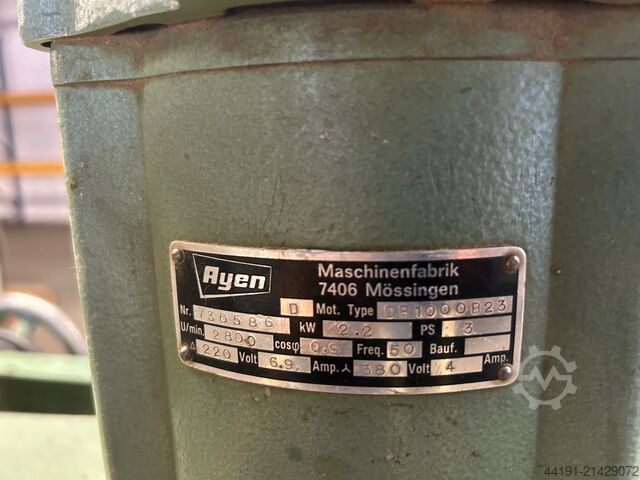 Ayen
Maschinenfabrik
7406 Mössingen
Nr. 730586 D Mot. Type DB1000B23
U/min. 2800 kW 2.2 PS 3
cosφ 0.9 Freq. 50 Bauf.
△ 220 Volt 6.9 Amp. ⅄ 380 Volt 4 Amp.
44191-21429072